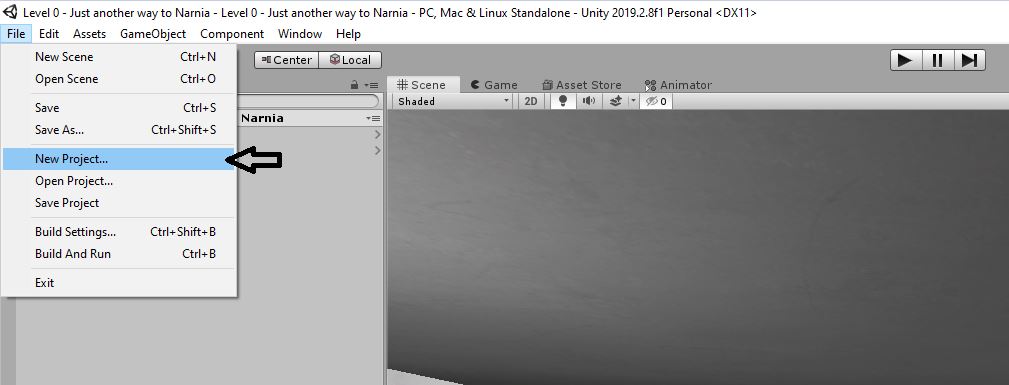 Level 0 - Just another way to Narnia - Level 0 - Just another way to Narnia - PC, Mac & Linux Standalone - Unity 2019.2.8f1 Personal <DX11>
File Edit Assets GameObject Component Window Help
New Scene Ctrl+N
Open Scene Ctrl+O
Save Ctrl+S
Save As... Ctrl+Shift+S
New Project...
Open Project...
Save Project
Build Settings... Ctrl+Shift+B
Build And Run Ctrl+B
Exit
Center Local
Narnia
Scene Game Asset Store Animator
Shaded 2D 0